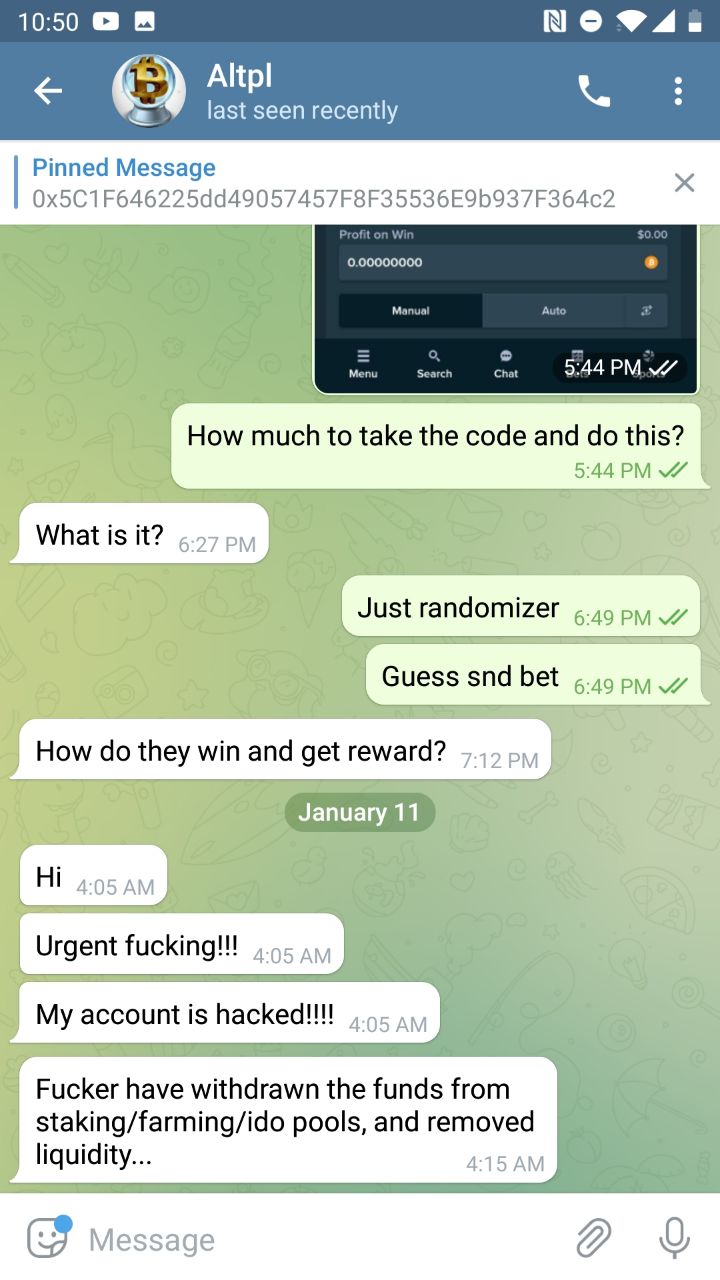 10:50
Altpl
last seen recently
Pinned Message
0x5C1F646225dd49057457F8F35536E9b937F364c2
Profit on Win $0.00
0.00000000
Manual Auto
Menu Search Chat
5:44 PM
How much to take the code and do this?
5:44 PM
What is it? 6:27 PM
Just randomizer 6:49 PM
Guess snd bet 6:49 PM
How do they win and get reward? 7:12 PM
January 11
Hi 4:05 AM
Urgent fucking!!! 4:05 AM
My account is hacked!!!! 4:05 AM
Fucker have withdrawn the funds from
staking/farming/ido pools, and removed
liquidity... 4:15 AM
Message